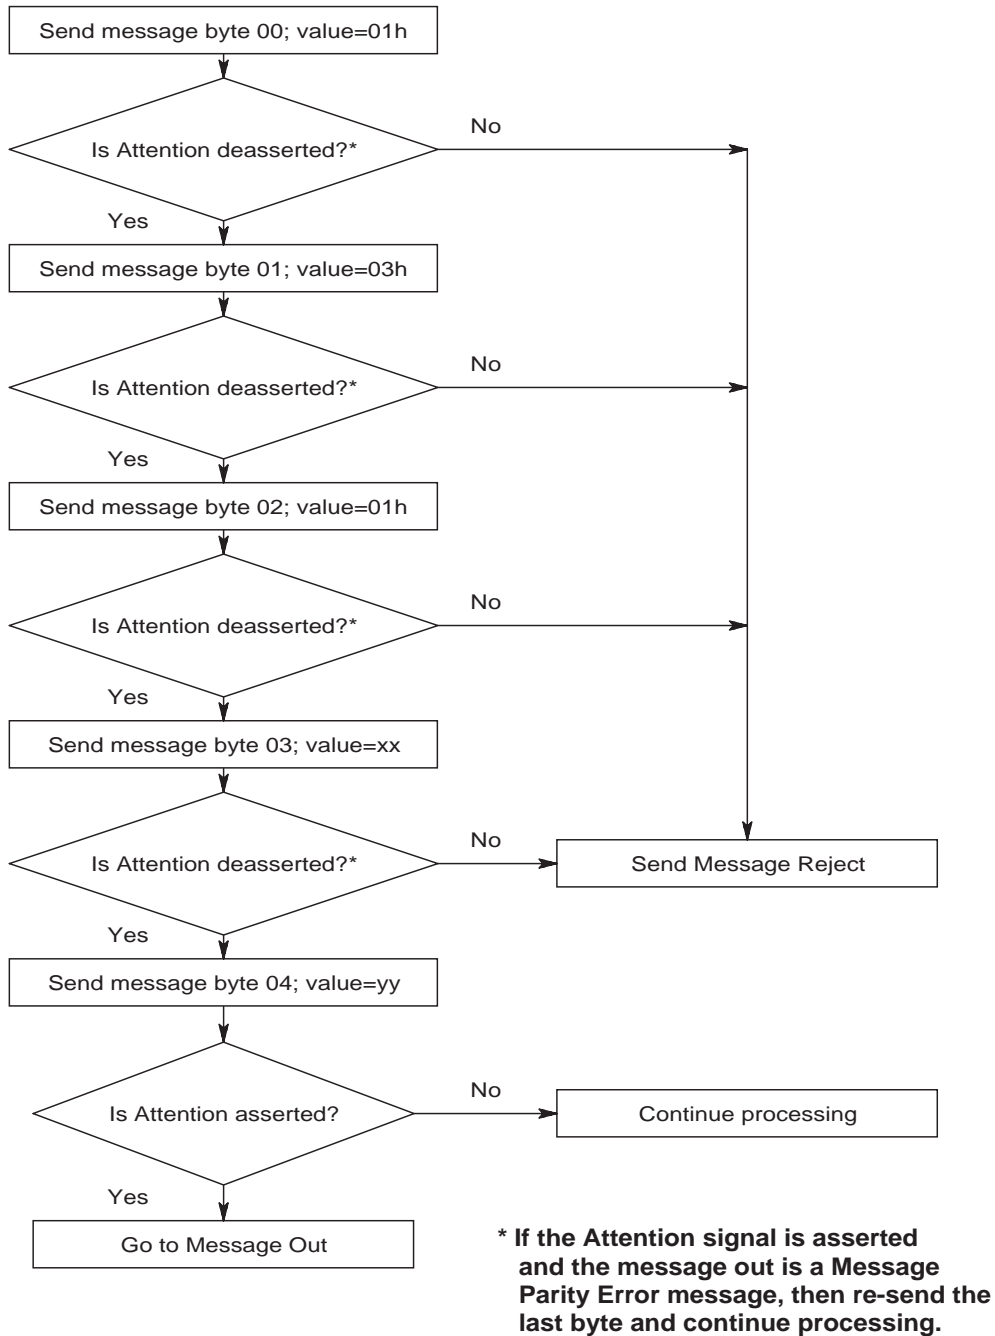 Send message byte 00; value=01h
No
Is Attention deasserted?*
Yes
Send message byte 01; value=03h
No
Is Attention deasserted?*
Yes
Send message byte 02; value=01h
No
Is Attention deasserted?*
Yes
Send message byte 03; value=xx
No
Is Attention deasserted?*
Send Message Reject
Yes
Send message byte 04; value=yy
No
Is Attention asserted?
Continue processing
Yes
Go to Message Out
* If the Attention signal is asserted
and the message out is a Message
Parity Error message, then re-send the
last byte and continue processing.